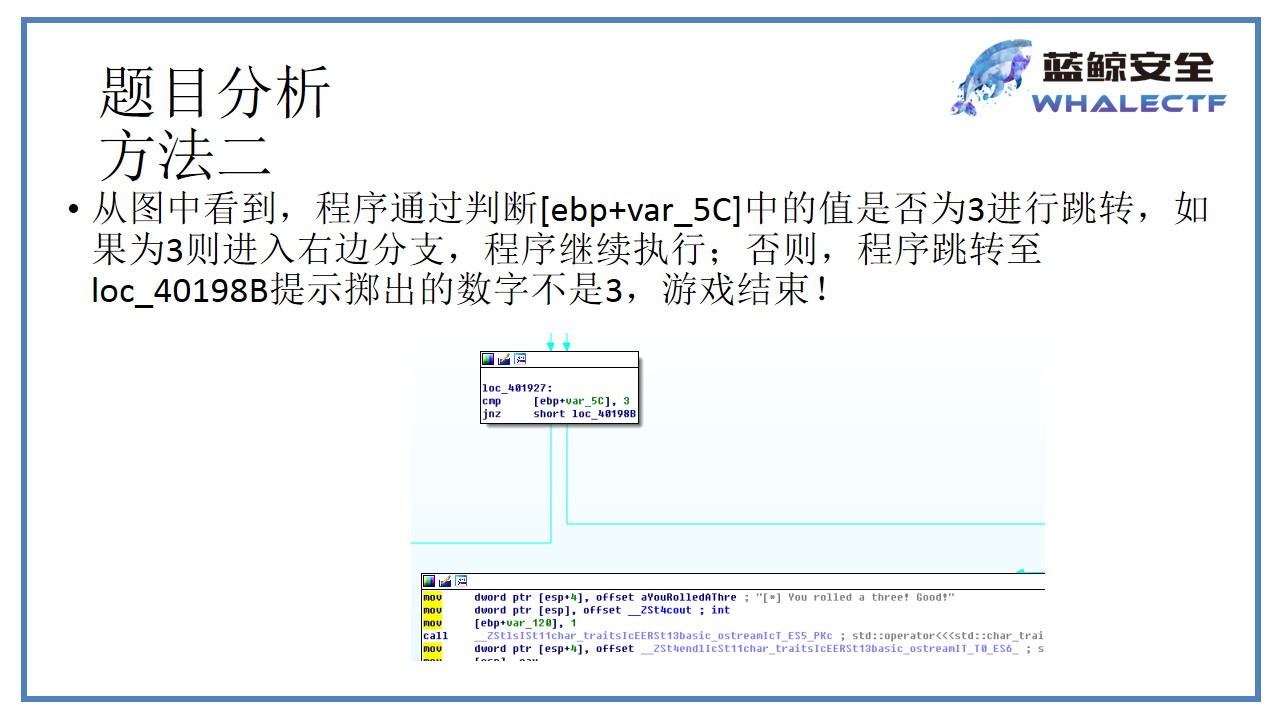 蓝鲸安全
WHALECTF
题目分析
方法二
• 从图中看到，程序通过判断[ebp+var_5C]中的值是否为3进行跳转，如
果为3则进入右边分支，程序继续执行；否则，程序跳转至
loc_40198B提示掷出的数字不是3，游戏结束！
loc_401927:
cmp [ebp+var_5C], 3
jnz short loc_40198B
mov dword ptr [esp+4], offset aYouRolledAThre ; "[*] You rolled a three! Good!"
mov dword ptr [esp], offset __ZSt4cout ; int
mov [ebp+var_120], 1
call __ZStlsISt11char_traitsIcEERSt13basic_ostreamIcT_ES5_PKc ; std::operator<<<std::char_trai
mov dword ptr [esp+4], offset __ZSt4endlIcSt11char_traitsIcEERSt13basic_ostreamIT_T0_ES6_ ; s